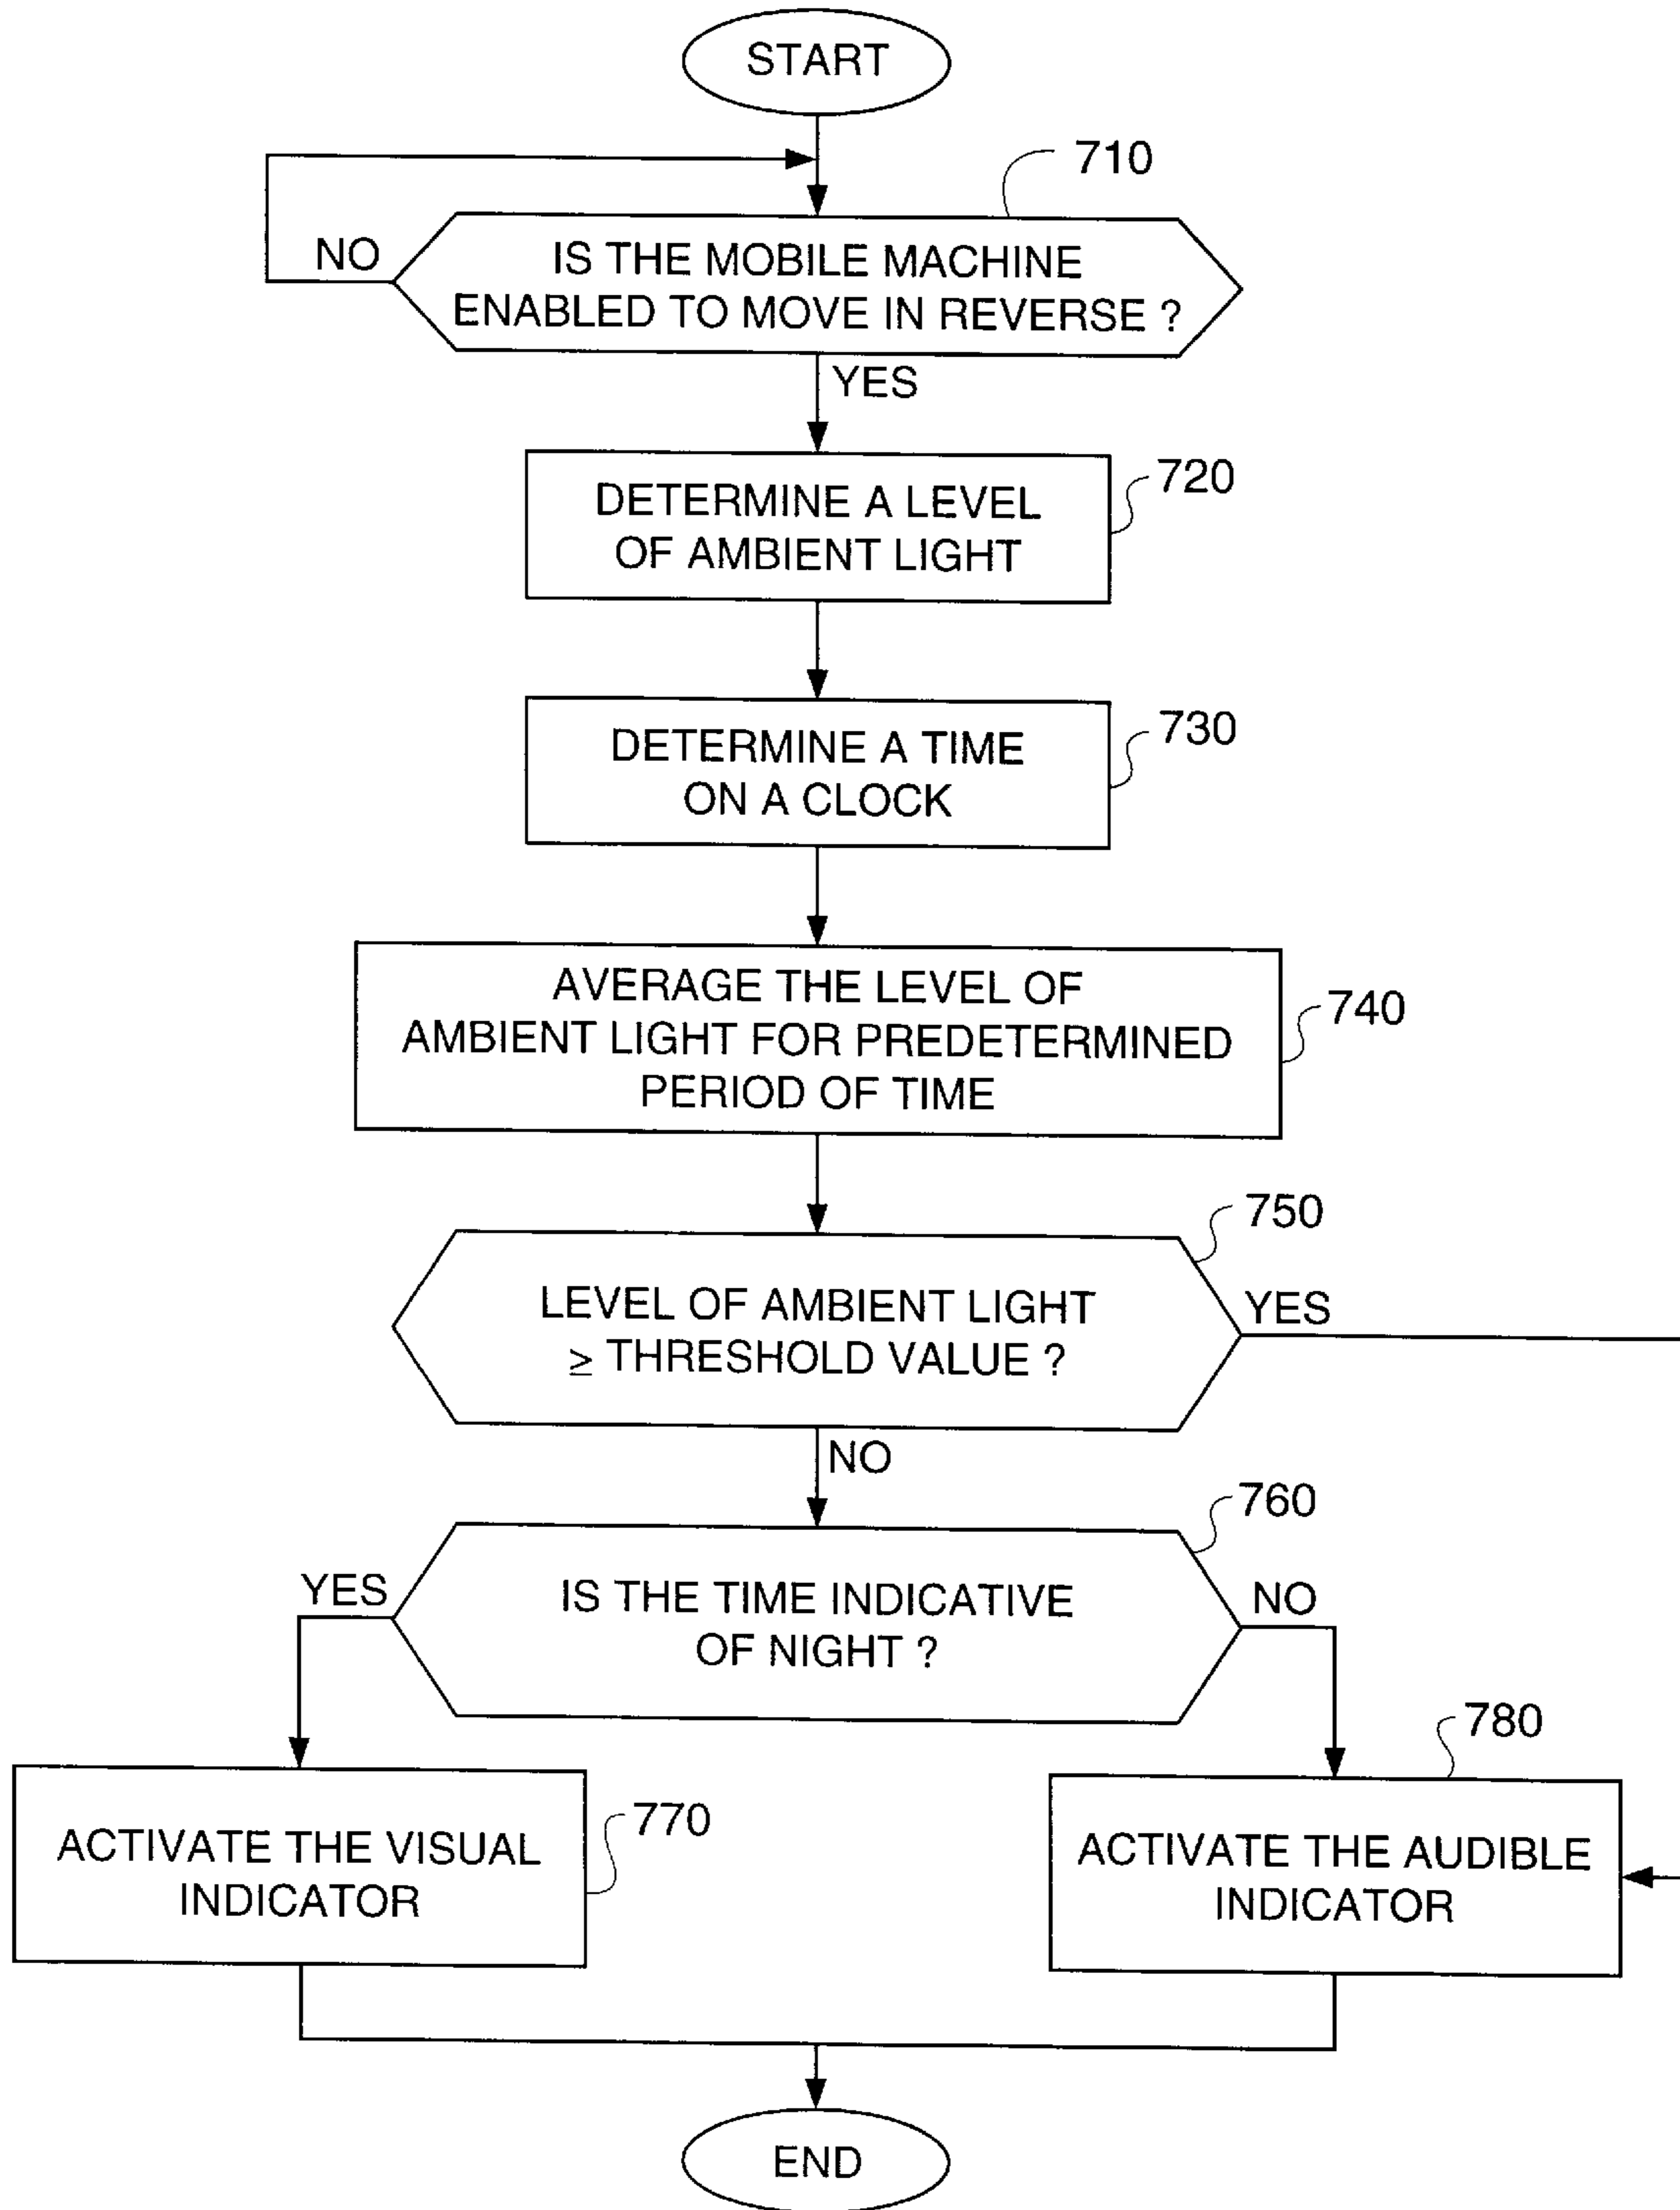 START
710
NO
IS THE MOBILE MACHINE
ENABLED TO MOVE IN REVERSE ?
YES
720
DETERMINE A LEVEL
OF AMBIENT LIGHT
730
DETERMINE A TIME
ON A CLOCK
740
AVERAGE THE LEVEL OF
AMBIENT LIGHT FOR PREDETERMINED
PERIOD OF TIME
750
LEVEL OF AMBIENT LIGHT
≥ THRESHOLD VALUE ?
YES
NO
760
IS THE TIME INDICATIVE
OF NIGHT ?
YES
NO
770
ACTIVATE THE VISUAL
INDICATOR
780
ACTIVATE THE AUDIBLE
INDICATOR
END